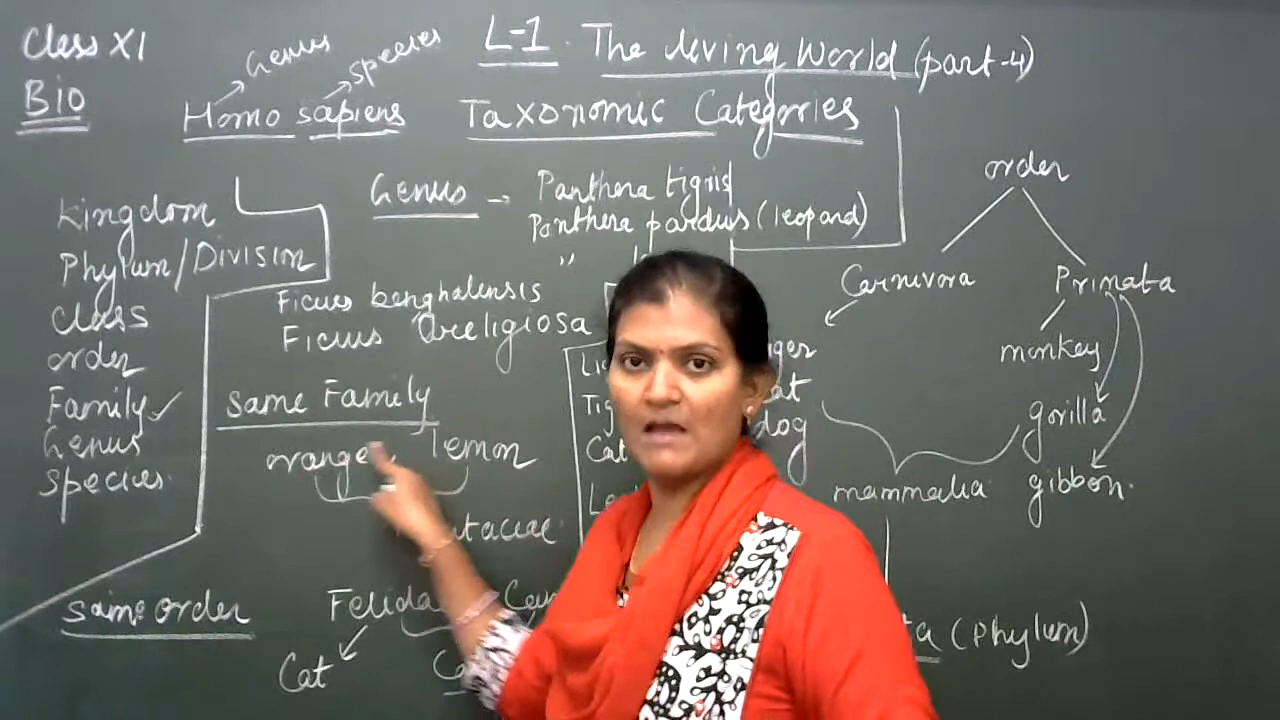 Class XI
Bio
Genus
species
Homo sapiens
L-1. The living World (part-4)
Taxonomic Categories
Kingdom
Phylum/Division
Class
order
Family ✓
Genus
Species
Genus - Panthera tigris
Panthera pardus (leopard)
"
Ficus benghalensis
Ficus religiosa
Same Family
orange lemon
Same order
Cat
order
Carnivora Primata
monkey
gorilla
gibbon
dog
mammalia
(Phylum)